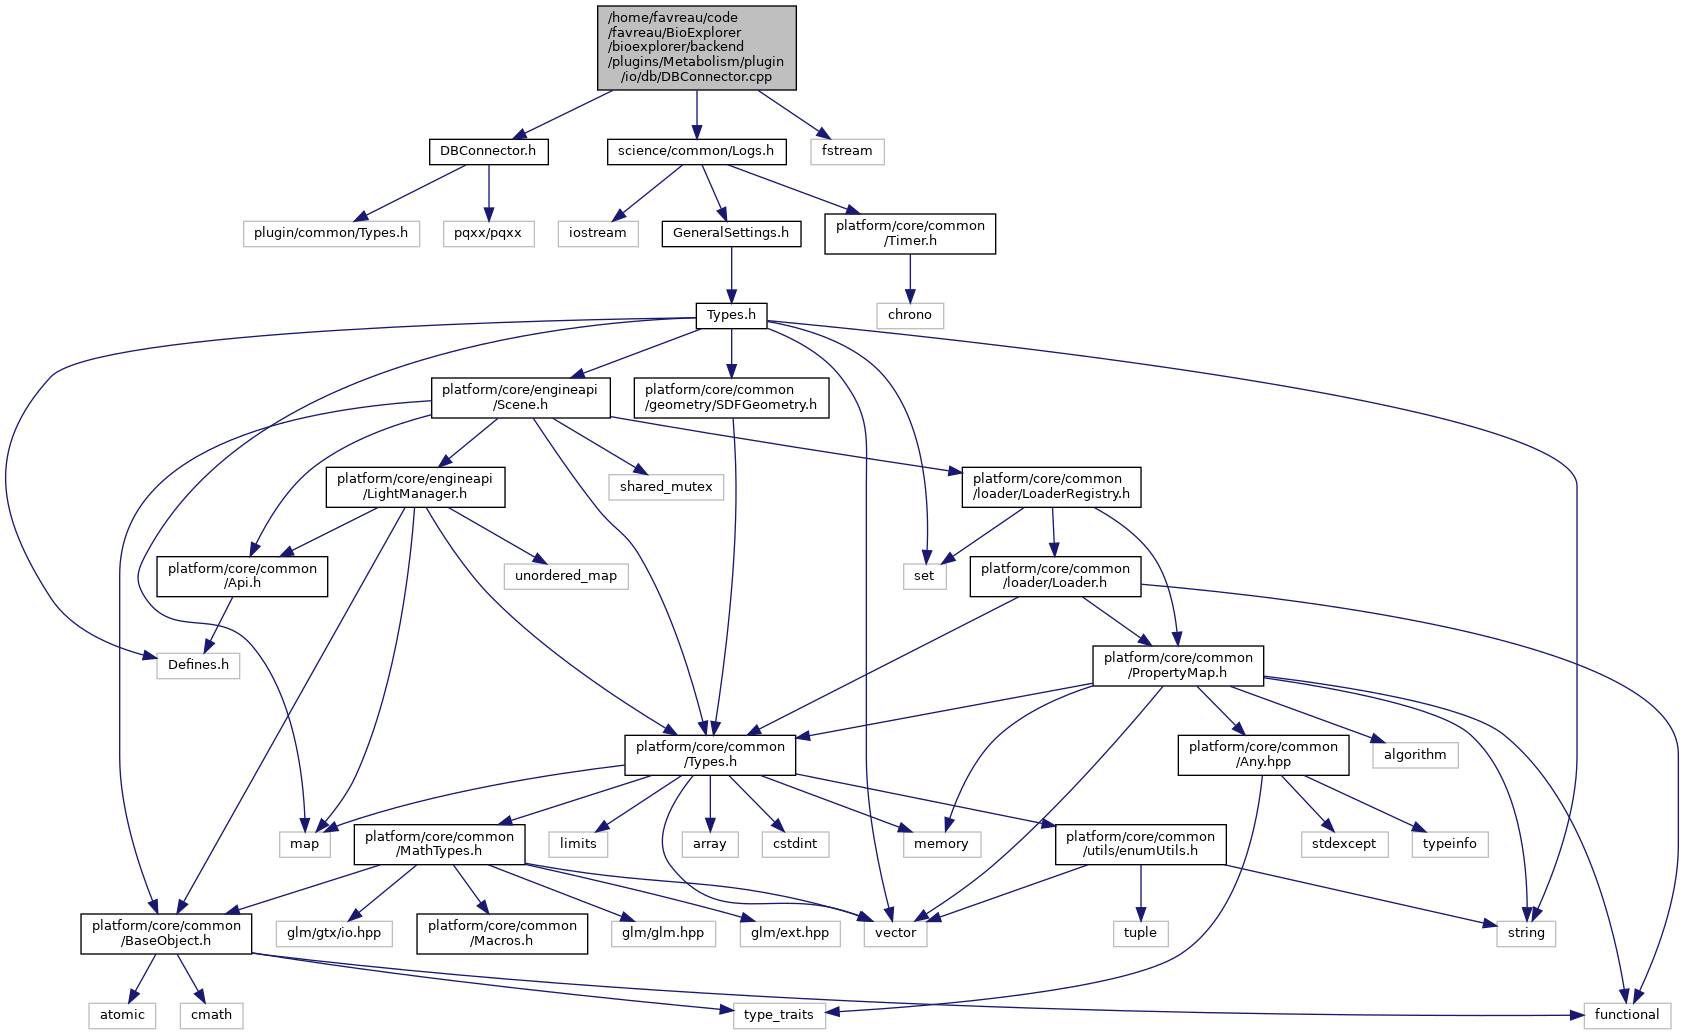 /home/favreau/code
/favreau/BioExplorer
/bioexplorer/backend
/plugins/Metabolism/plugin
/io/db/DBConnector.cpp
DBConnector.h
science/common/Logs.h
fstream
plugin/common/Types.h
pqxx/pqxx
iostream
GeneralSettings.h
platform/core/common
/Timer.h
Types.h
chrono
platform/core/engineapi
/Scene.h
platform/core/common
/geometry/SDFGeometry.h
platform/core/engineapi
/LightManager.h
shared_mutex
platform/core/common
/loader/LoaderRegistry.h
platform/core/common
/Api.h
unordered_map
set
platform/core/common
/loader/Loader.h
Defines.h
platform/core/common
/PropertyMap.h
platform/core/common
/Types.h
platform/core/common
/Any.hpp
algorithm
map
platform/core/common
/MathTypes.h
limits
array
cstdint
memory
platform/core/common
/utils/enumUtils.h
stdexcept
typeinfo
platform/core/common
/BaseObject.h
glm/gtx/io.hpp
platform/core/common
/Macros.h
glm/glm.hpp
glm/ext.hpp
vector
tuple
string
atomic
cmath
type_traits
functional